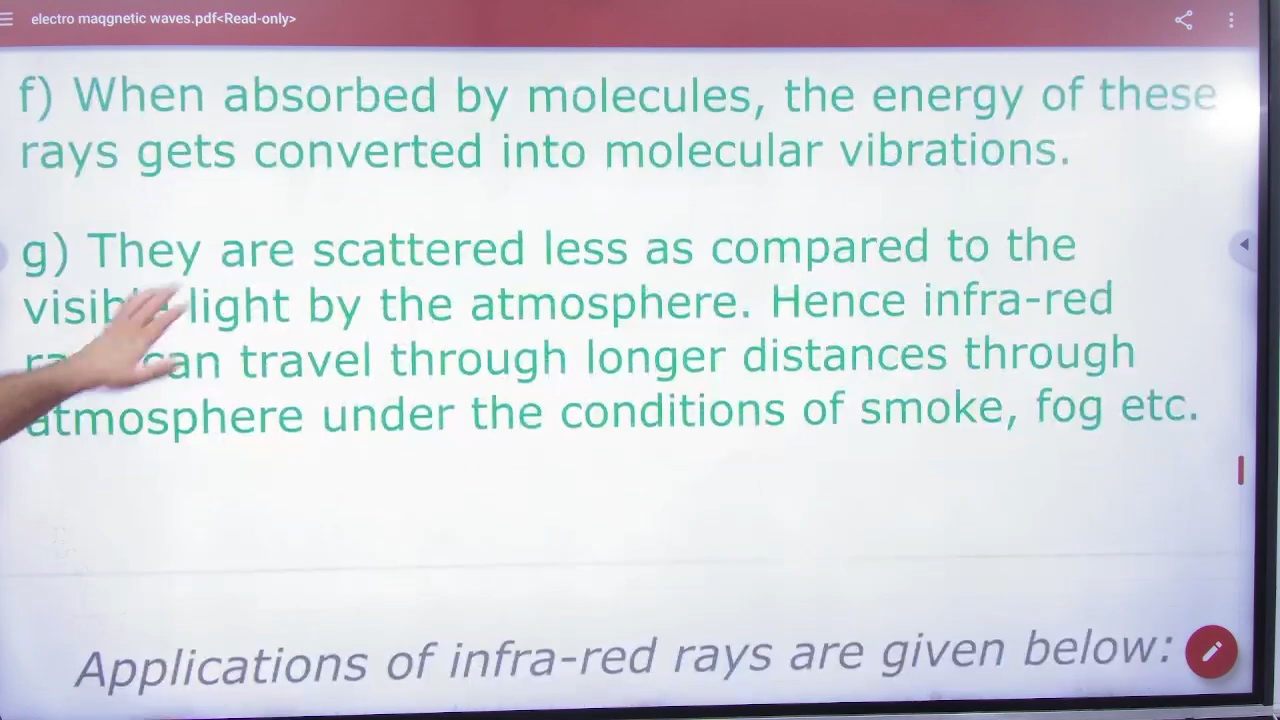 electro maqgnetic waves.pdf<Read-only>
f) When absorbed by molecules, the energy of these
rays gets converted into molecular vibrations.
g) They are scattered less as compared to the
visible light by the atmosphere. Hence infra-red
can travel through longer distances through
atmosphere under the conditions of smoke, fog etc.
Applications of infra-red rays are given below: